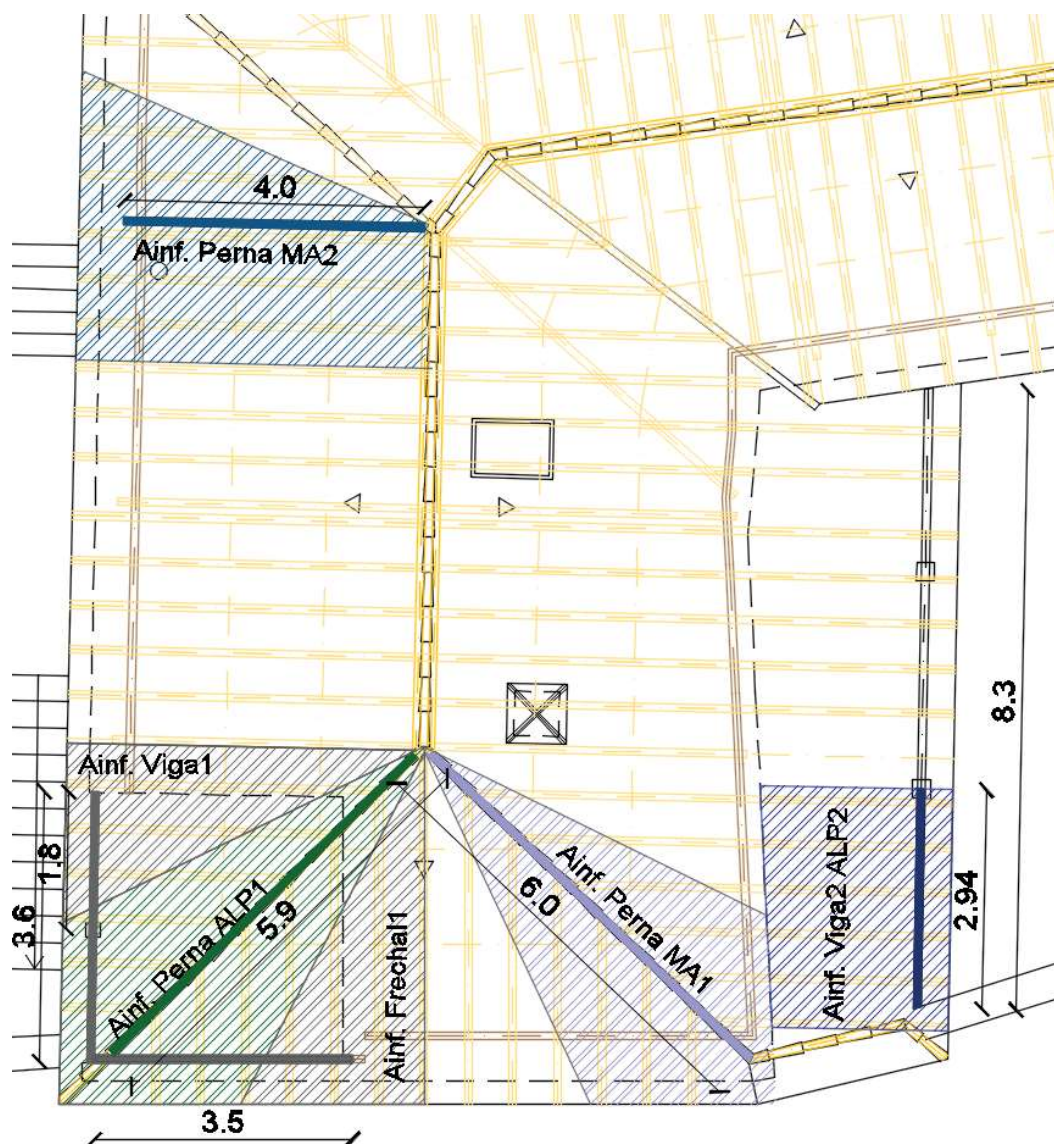 4.0
Ainf. Perna MA2
8.3
Ainf. Viga1
1.8
3.6
Ainf. Perna ALP1
5.9
Ainf. Frechal1
6.0
Ainf. Perna MA1
Ainf. Viga2 ALP2
2.94
3.5